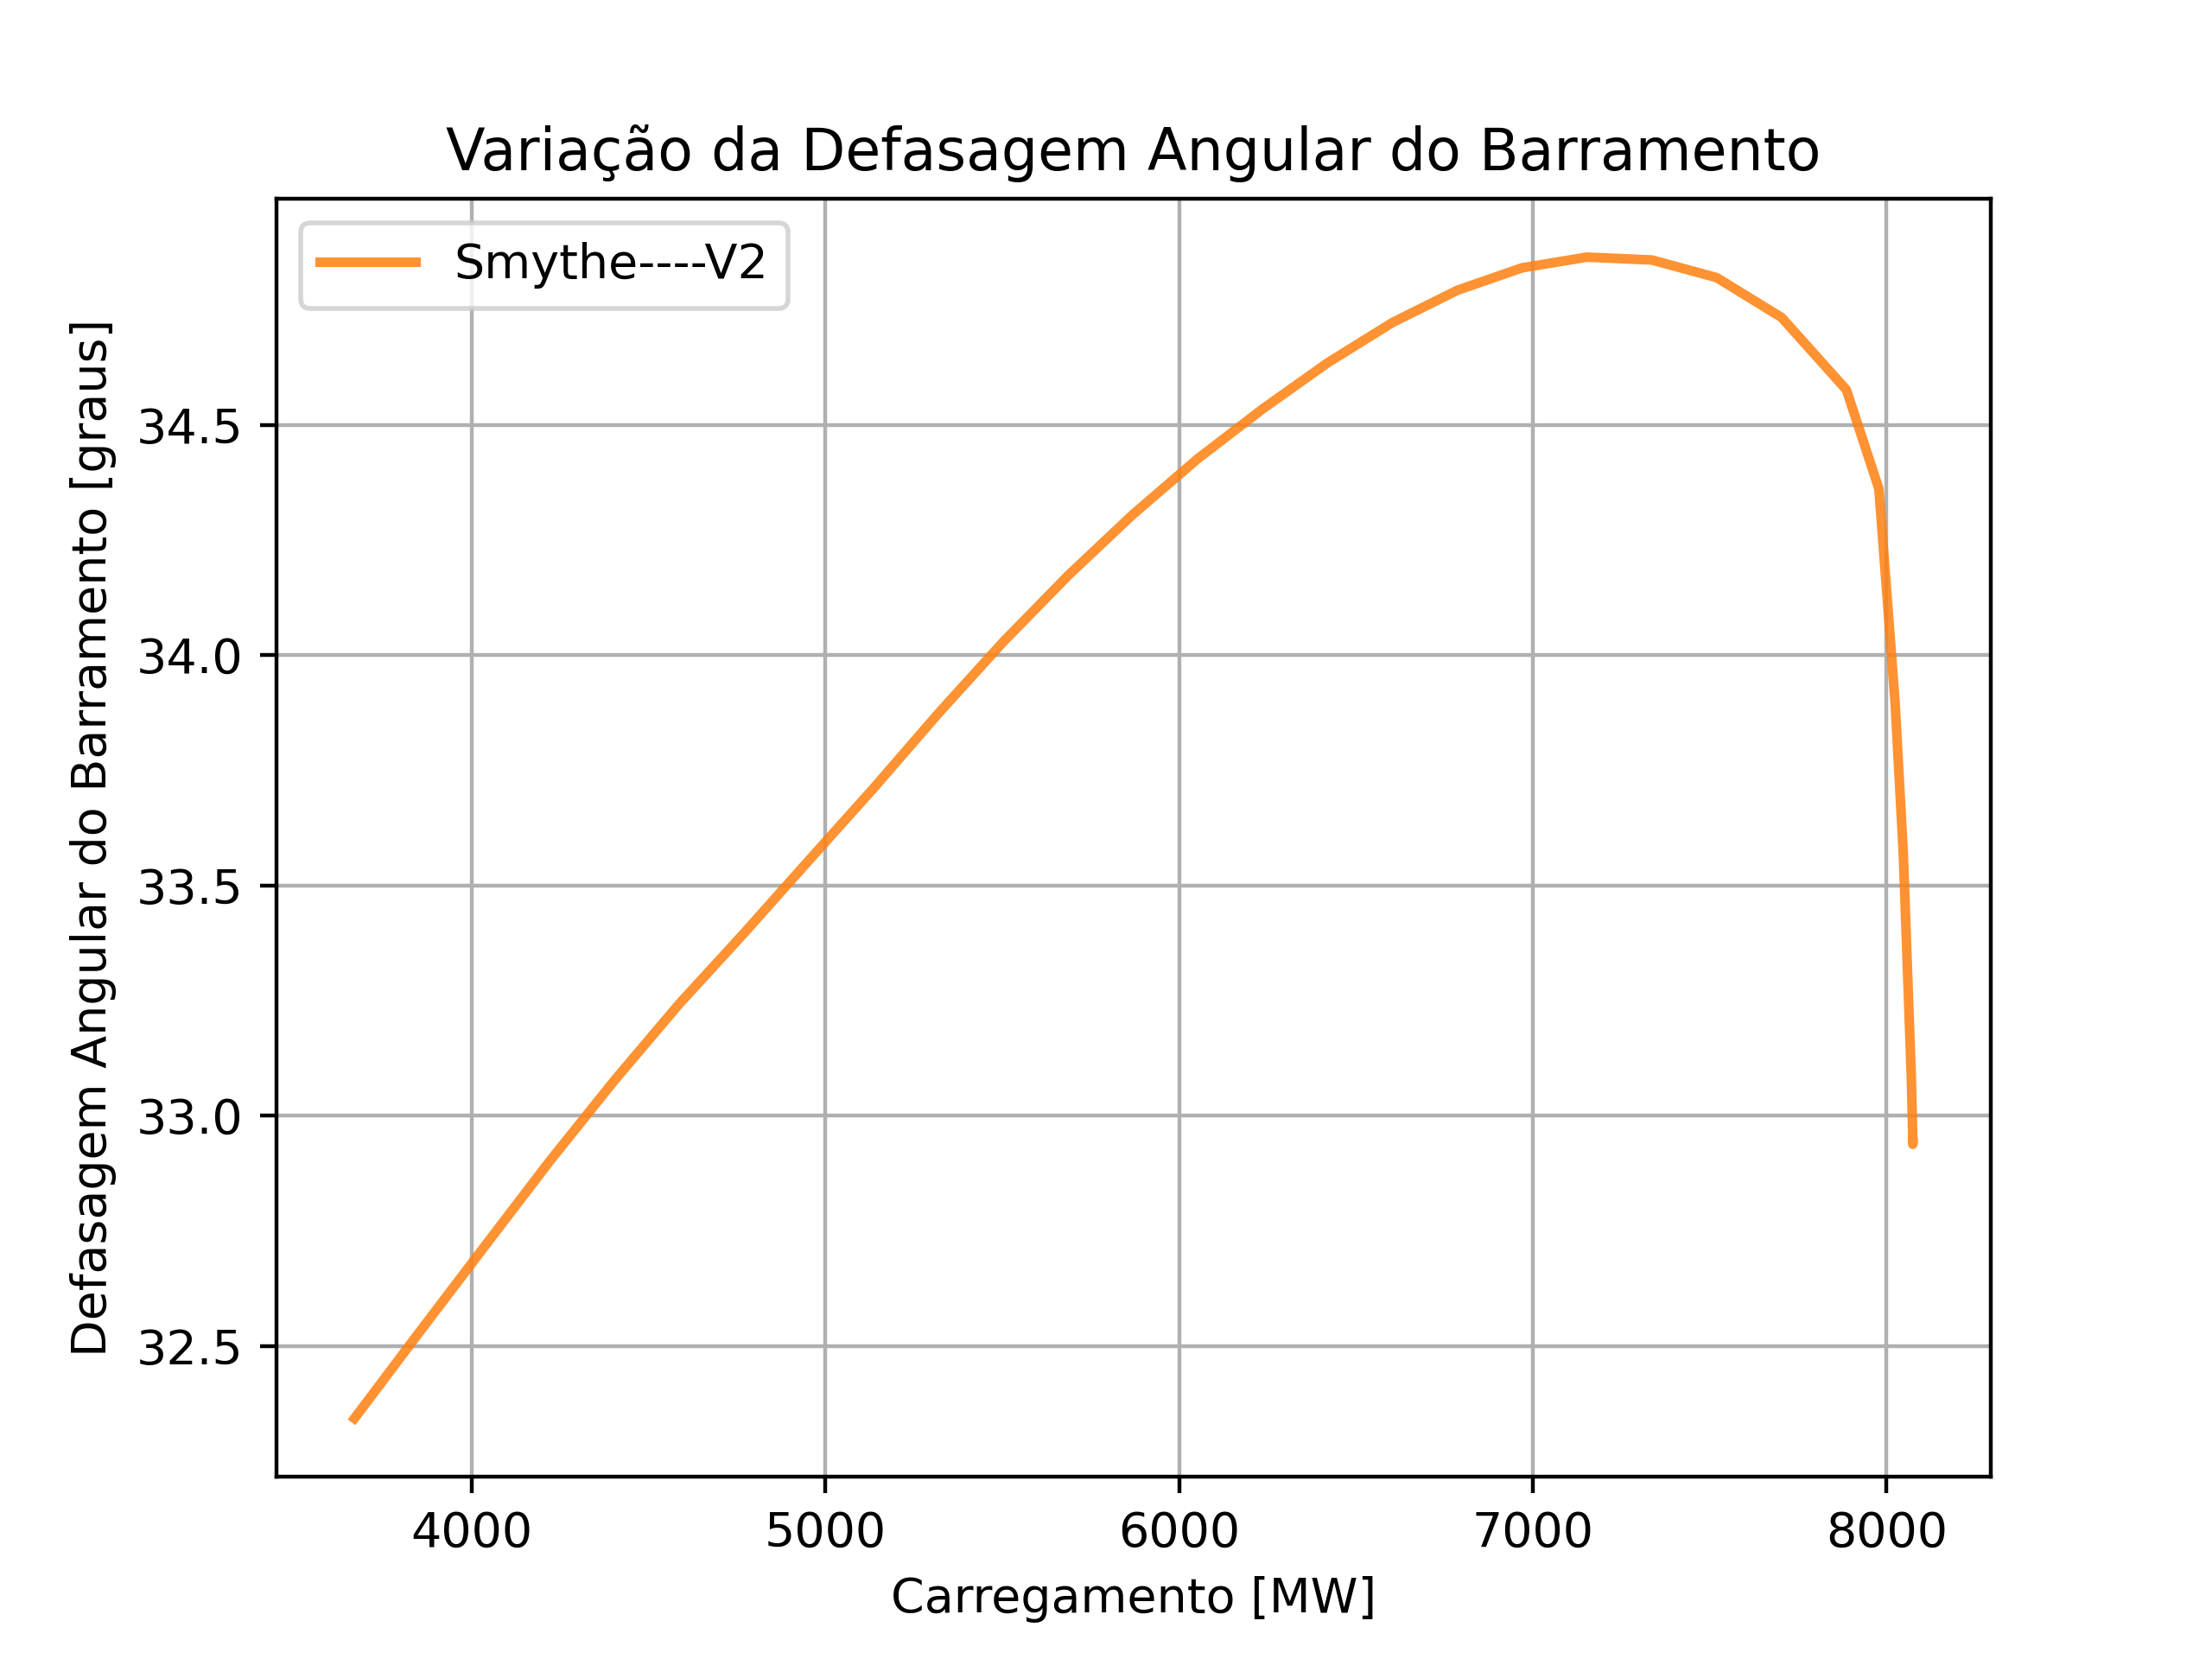 Variação da Defasagem Angular do Barramento
Smythe----V2
Defasagem Angular do Barramento [graus]
34.5
34.0
33.5
33.0
32.5
4000 5000 6000 7000 8000
Carregamento [MW]